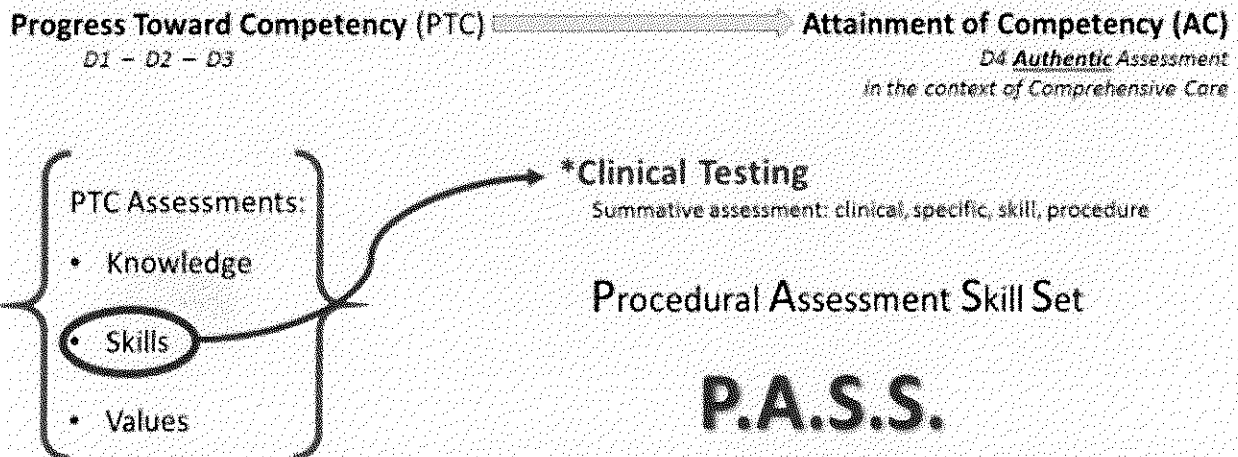 Progress Toward Competency (PTC)
D1 – D2 – D3
Attainment of Competency (AC)
D4 Authentic Assessment
in the context of Comprehensive Care
PTC Assessments:
• Knowledge
• Skills
• Values
*Clinical Testing
Summative assessment: clinical, specific, skill, procedure
Procedural Assessment Skill Set
P.A.S.S.